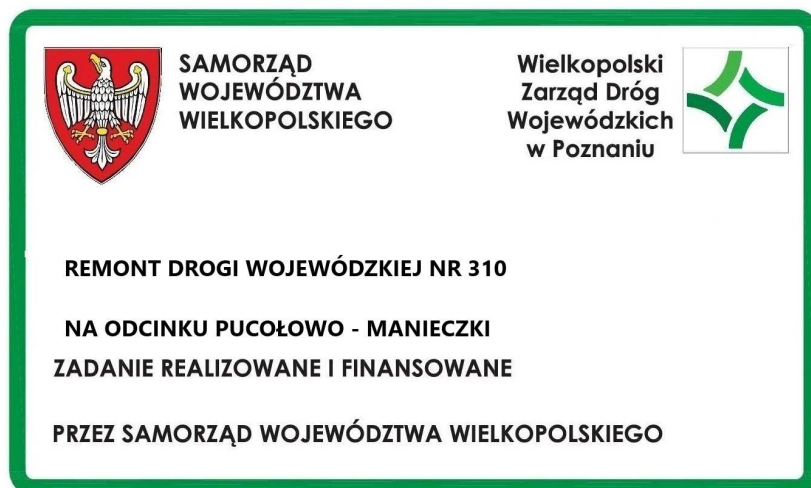 SAMORZĄD
WOJEWÓDZTWA
WIELKOPOLSKIEGO
Wielkopolski
Zarząd Dróg
Wojewódzkich
w Poznaniu
REMONT DROGI WOJEWÓDZKIEJ NR 310
NA ODCINKU PUCOŁOWO - MANIECZKI
ZADANIE REALIZOWANE I FINANSOWANE
PRZEZ SAMORZĄD WOJEWÓDZTWA WIELKOPOLSKIEGO